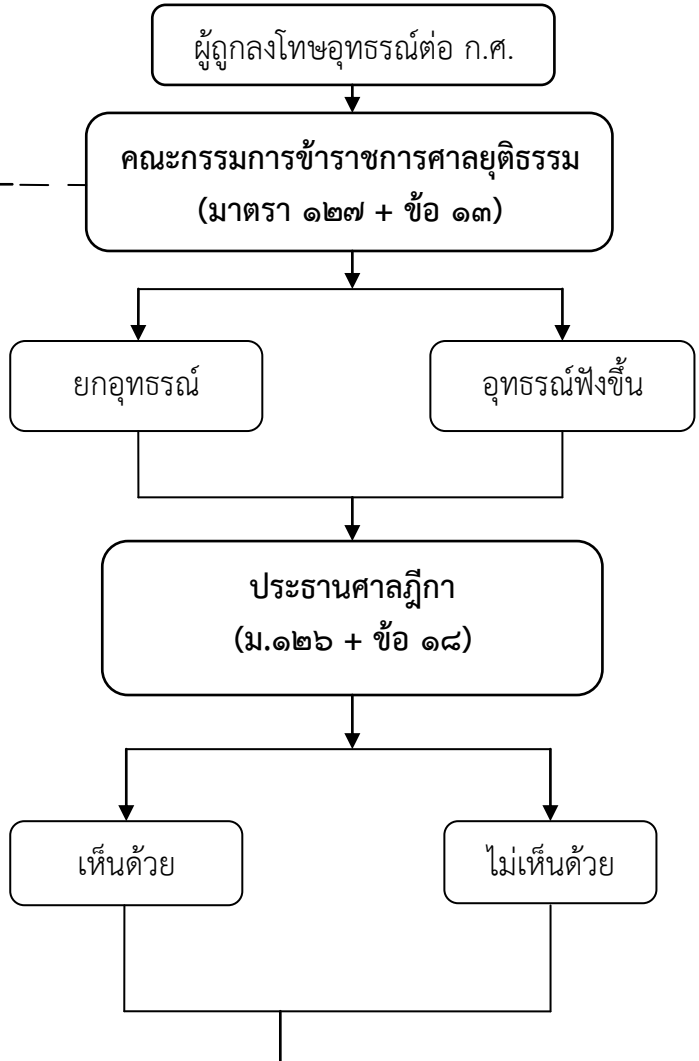 ผู้ถูกลงโทษอุทธรณ์ต่อ ก.ศ.
คณะกรรมการข้าราชการศาลยุติธรรม
(มาตรา ๑๒๗ + ข้อ ๑๓)
ยกอุทธรณ์
อุทธรณ์ฟังขึ้น
ประธานศาลฎีกา
(ม.๑๒๖ + ข้อ ๑๘)
เห็นด้วย
ไม่เห็นด้วย